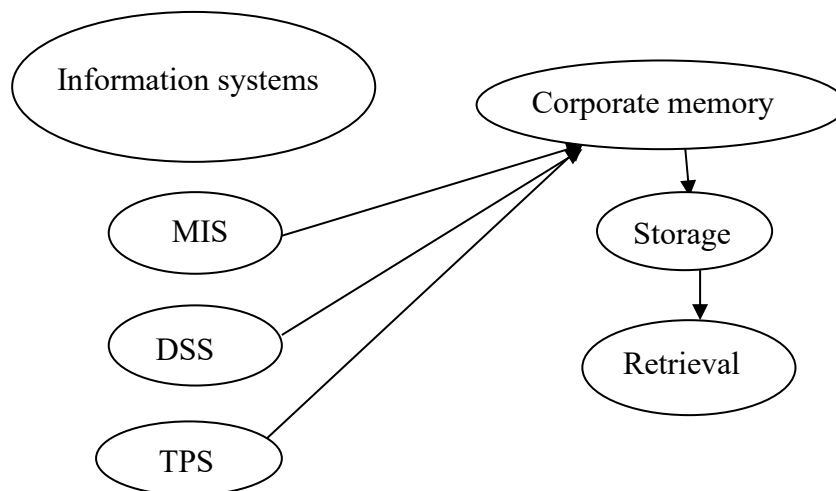 Information systems
Corporate memory
MIS
Storage
DSS
Retrieval
TPS